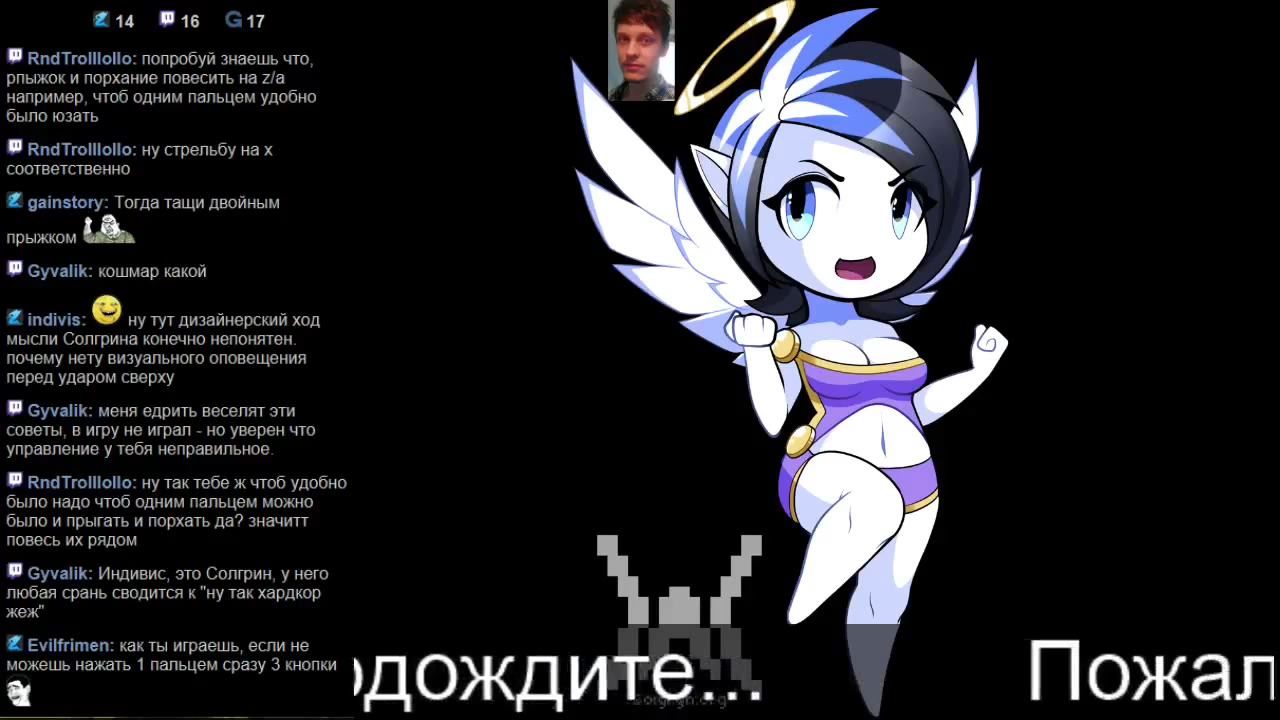 14 16 17
RndTrolllollo: попробуй знаешь что,
рпыжок и порхание повесить на z/a
например, чтоб одним пальцем удобно
было юзать
RndTrolllollo: ну стрельбу на x
соответственно
gainstory: Тогда тащи двойным
прыжком
Gyvalik: кошмар какой
indivis: ну тут дизайнерский ход
мысли Солгрина конечно непонятен.
почему нету визуального оповещения
перед ударом сверху
Gyvalik: меня едрить веселят эти
советы, в игру не играл - но уверен что
управление у тебя неправильное.
RndTrolllollo: ну так тебе ж чтоб удобно
было надо чтоб одним пальцем можно
было и прыгать и порхать да? значитт
повесь их рядом
Gyvalik: Индивис, это Солгрин, у него
любая срань сводится к "ну так хардкор
жеж"
Evilfrimen: как ты играешь, если не
можешь нажать 1 пальцем сразу 3 кнопки
одождите... Пожал